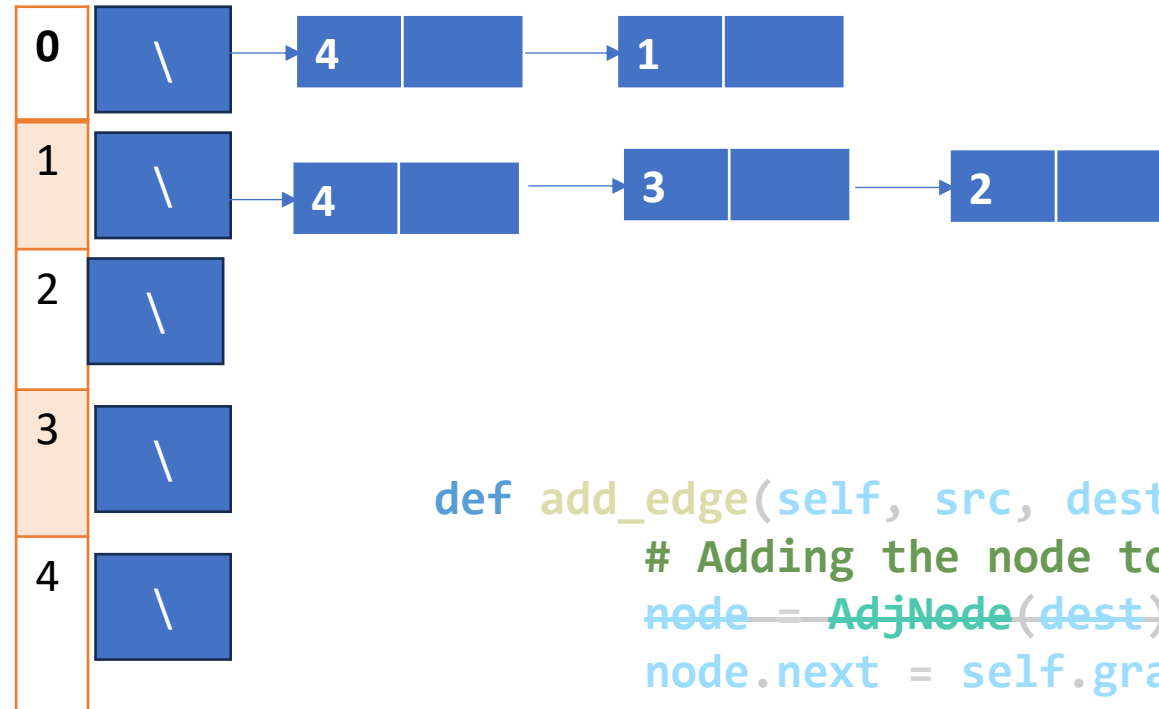 0 \ 4 1
1 \ 4 3 2
2 \
3 \
4 \
def add_edge(self, src, dest
# Adding the node to
node = AdjNode(dest)
node.next = self.gra